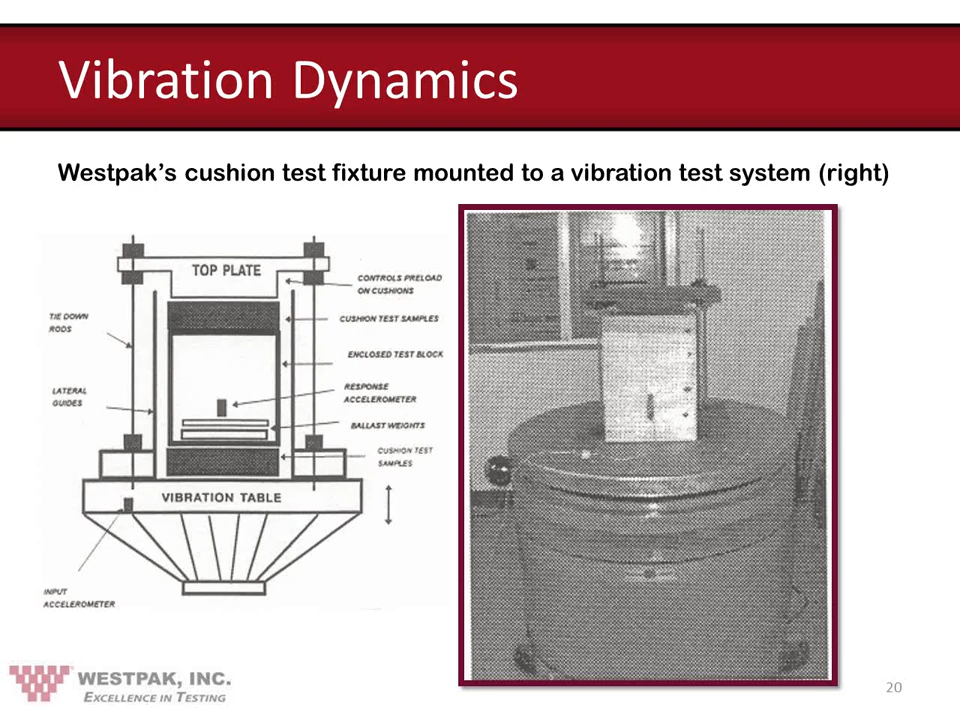 Vibration Dynamics
Westpak’s cushion test fixture mounted to a vibration test system (right)
TOP PLATE
CONTROLS PRELOAD
ON CUSHIONS
TIE DOWN
RODS
CUSHION TEST SAMPLES
ENCLOSED TEST BLOCK
LATERAL
GUIDES
RESPONSE
ACCELEROMETER
BALLAST WEIGHTS
CUSHION TEST
SAMPLES
VIBRATION TABLE
INPUT
ACCELEROMETER
WESTPAK, INC.
EXCELLENCE IN TESTING
20